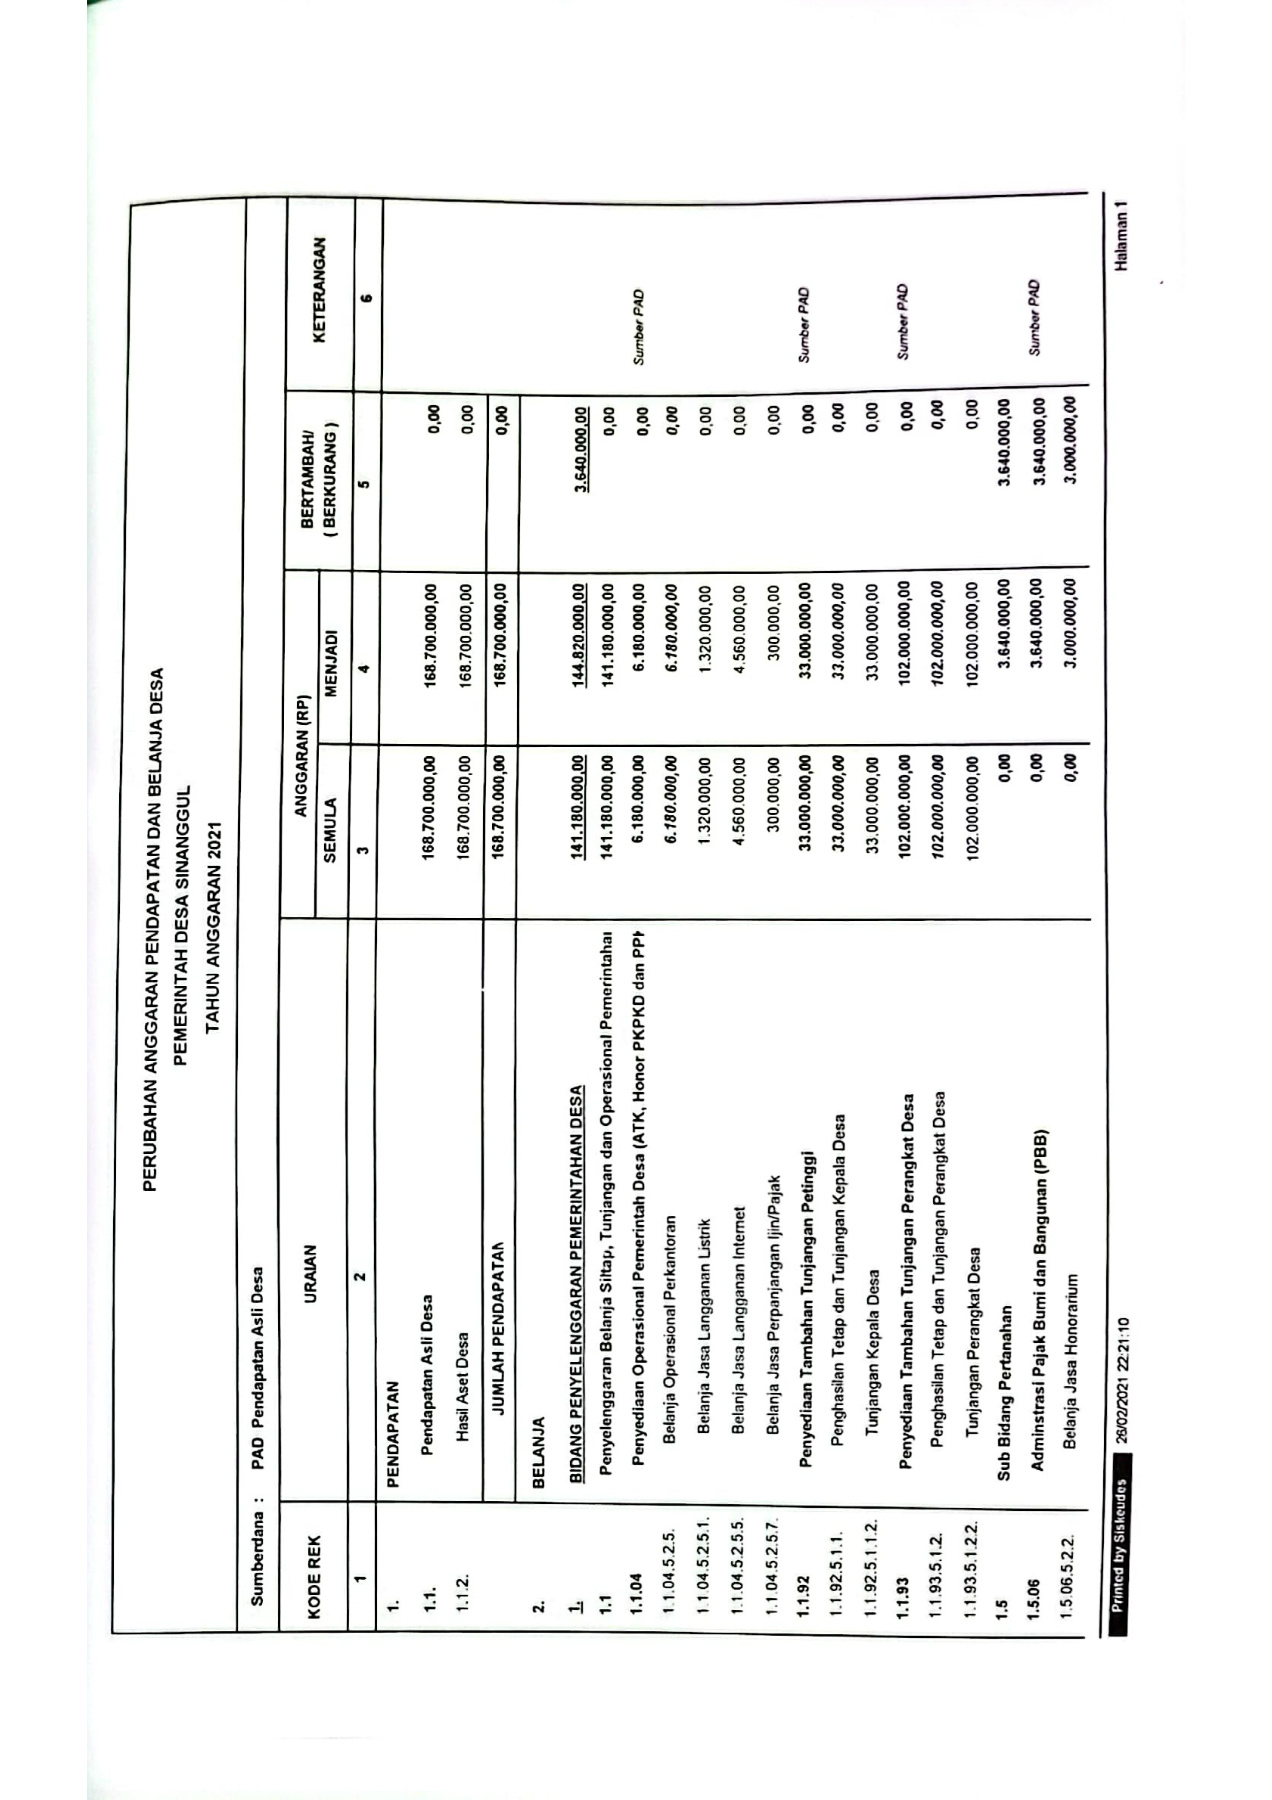 PERUBAHAN ANGGARAN PENDAPATAN DAN BELANJA DESA
PEMERINTAH DESA SINANGGUL
TAHUN ANGGARAN 2021
Sumberdana : PAD Pendapatan Asli Desa
KODE REK URAIAN ANGGARAN (RP) BERTAMBAH/ ( BERKURANG ) KETERANGAN
SEMULA MENJADI
1 2 3 4 5 6
1. PENDAPATAN
1.1. Pendapatan Asli Desa 168.700.000,00 168.700.000,00 0,00
1.1.2. Hasil Aset Desa 168.700.000,00 168.700.000,00 0,00
JUMLAH PENDAPATAN 168.700.000,00 168.700.000,00 0,00
2. BELANJA
1. BIDANG PENYELENGGARAN PEMERINTAHAN DESA 141.180.000,00 144.820.000,00 3.640.000,00
1.1 Penyelenggaran Belanja Siltap, Tunjangan dan Operasional Pemerintahan 141.180.000,00 141.180.000,00 0,00
1.1.04 Penyediaan Operasional Pemerintah Desa (ATK, Honor PKPKD dan PPK 6.180.000,00 6.180.000,00 0,00 Sumber PAD
1.1.04.5.2.5. Belanja Operasional Perkantoran 6.180.000,00 6.180.000,00 0,00
1.1.04.5.2.5.1. Belanja Jasa Langganan Listrik 1.320.000,00 1.320.000,00 0,00
1.1.04.5.2.5.5. Belanja Jasa Langganan Internet 4.560.000,00 4.560.000,00 0,00
1.1.04.5.2.5.7. Belanja Jasa Perpanjangan Ijin/Pajak 300.000,00 300.000,00 0,00
1.1.92 Penyediaan Tambahan Tunjangan Petinggi 33.000.000,00 33.000.000,00 0,00 Sumber PAD
1.1.92.5.1.1. Penghasilan Tetap dan Tunjangan Kepala Desa 33.000.000,00 33.000.000,00 0,00
1.1.92.5.1.1.2. Tunjangan Kepala Desa 33.000.000,00 33.000.000,00 0,00
1.1.93 Penyediaan Tambahan Tunjangan Perangkat Desa 102.000.000,00 102.000.000,00 0,00 Sumber PAD
1.1.93.5.1.2. Penghasilan Tetap dan Tunjangan Perangkat Desa 102.000.000,00 102.000.000,00 0,00
1.1.93.5.1.2.2. Tunjangan Perangkat Desa 102.000.000,00 102.000.000,00 0,00
1.5 Sub Bidang Pertanahan 0,00 3.640.000,00 3.640.000,00
1.5.06 Adminstrasi Pajak Bumi dan Bangunan (PBB) 0,00 3.640.000,00 3.640.000,00 Sumber PAD
1.5.06.5.2.2. Belanja Jasa Honorarium 0,00 3.000.000,00 3.000.000,00
Printed by Siskeudes 26/02/2021 22:21:10 Halaman 1